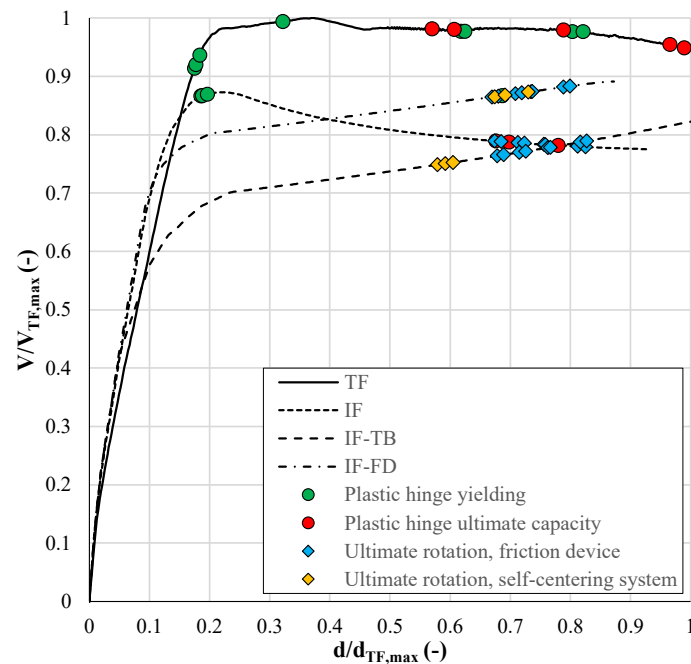 1
0.9
0.8
0.7
0.6
0.5
0.4
0.3
0.2
0.1
0
V/V_TF,max (-)
TF
IF
IF-TB
IF-FD
Plastic hinge yielding
Plastic hinge ultimate capacity
Ultimate rotation, friction device
Ultimate rotation, self-centering system
0 0.1 0.2 0.3 0.4 0.5 0.6 0.7 0.8 0.9 1
d/d_TF,max (-)